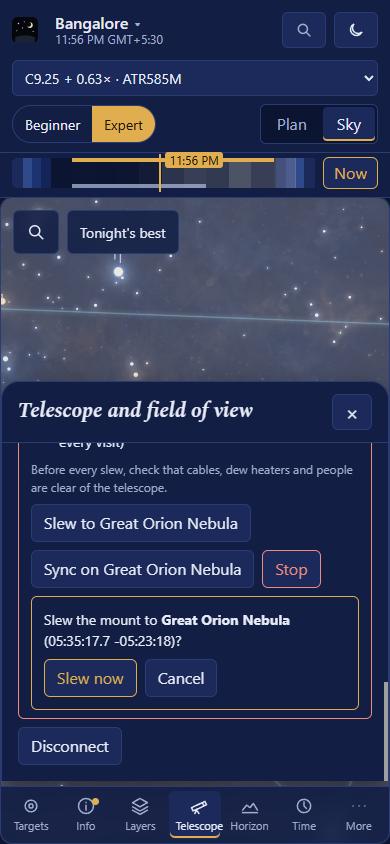 Bangalore
11:56 PM GMT+5:30
C9.25 + 0.63× · ATR585M
Beginner Expert Plan Sky
11:56 PM Now
Tonight's best
Telescope and field of view ×
every visit)
Before every slew, check that cables, dew heaters and people
are clear of the telescope.
Slew to Great Orion Nebula
Sync on Great Orion Nebula Stop
Slew the mount to Great Orion Nebula
(05:35:17.7 -05:23:18)?
Slew now Cancel
Disconnect
Targets Info Layers Telescope Horizon Time More